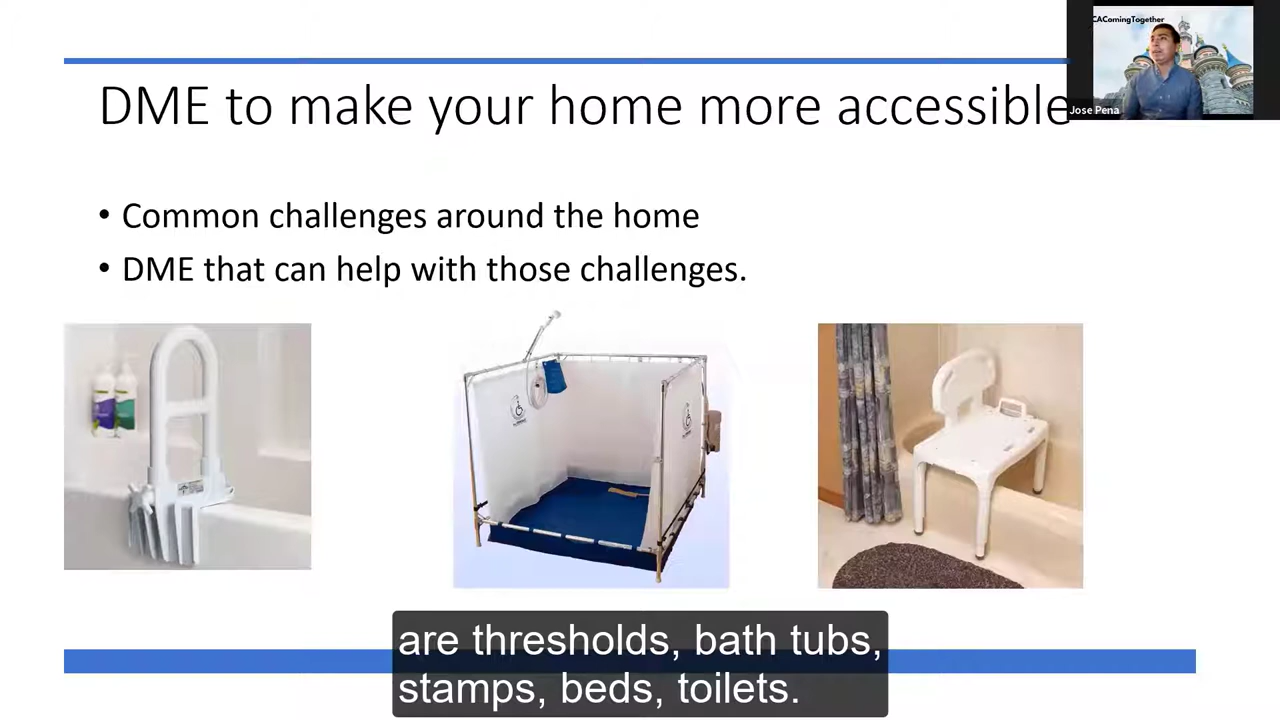 CAComingTogether
Jose Pena
DME to make your home more accessible
• Common challenges around the home
• DME that can help with those challenges.
are thresholds, bath tubs,
stamps, beds, toilets.